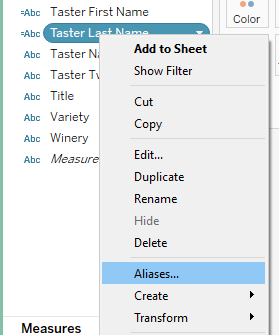 =Abc Taster First Name
=Abc Taster Last Name
Abc Taster Na
Abc Taster Tw
Abc Title
Abc Variety
Abc Winery
Abc Measure
Measures
Color
Add to Sheet
Show Filter
Cut
Copy
Edit...
Duplicate
Rename
Hide
Delete
Aliases...
Create
Transform